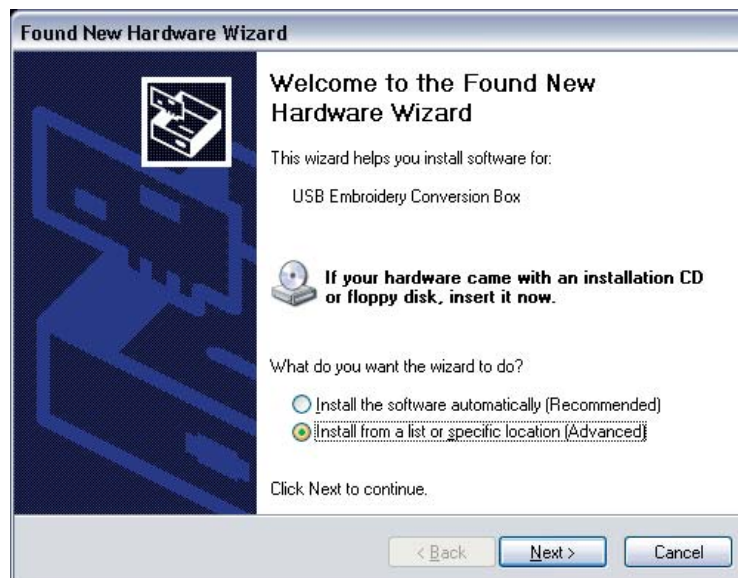 Found New Hardware Wizard
Welcome to the Found New
Hardware Wizard
This wizard helps you install software for:
USB Embroidery Conversion Box
If your hardware came with an installation CD
or floppy disk, insert it now.
What do you want the wizard to do?
Install the software automatically (Recommended)
Install from a list or specific location (Advanced)
Click Next to continue.
< Back Next > Cancel